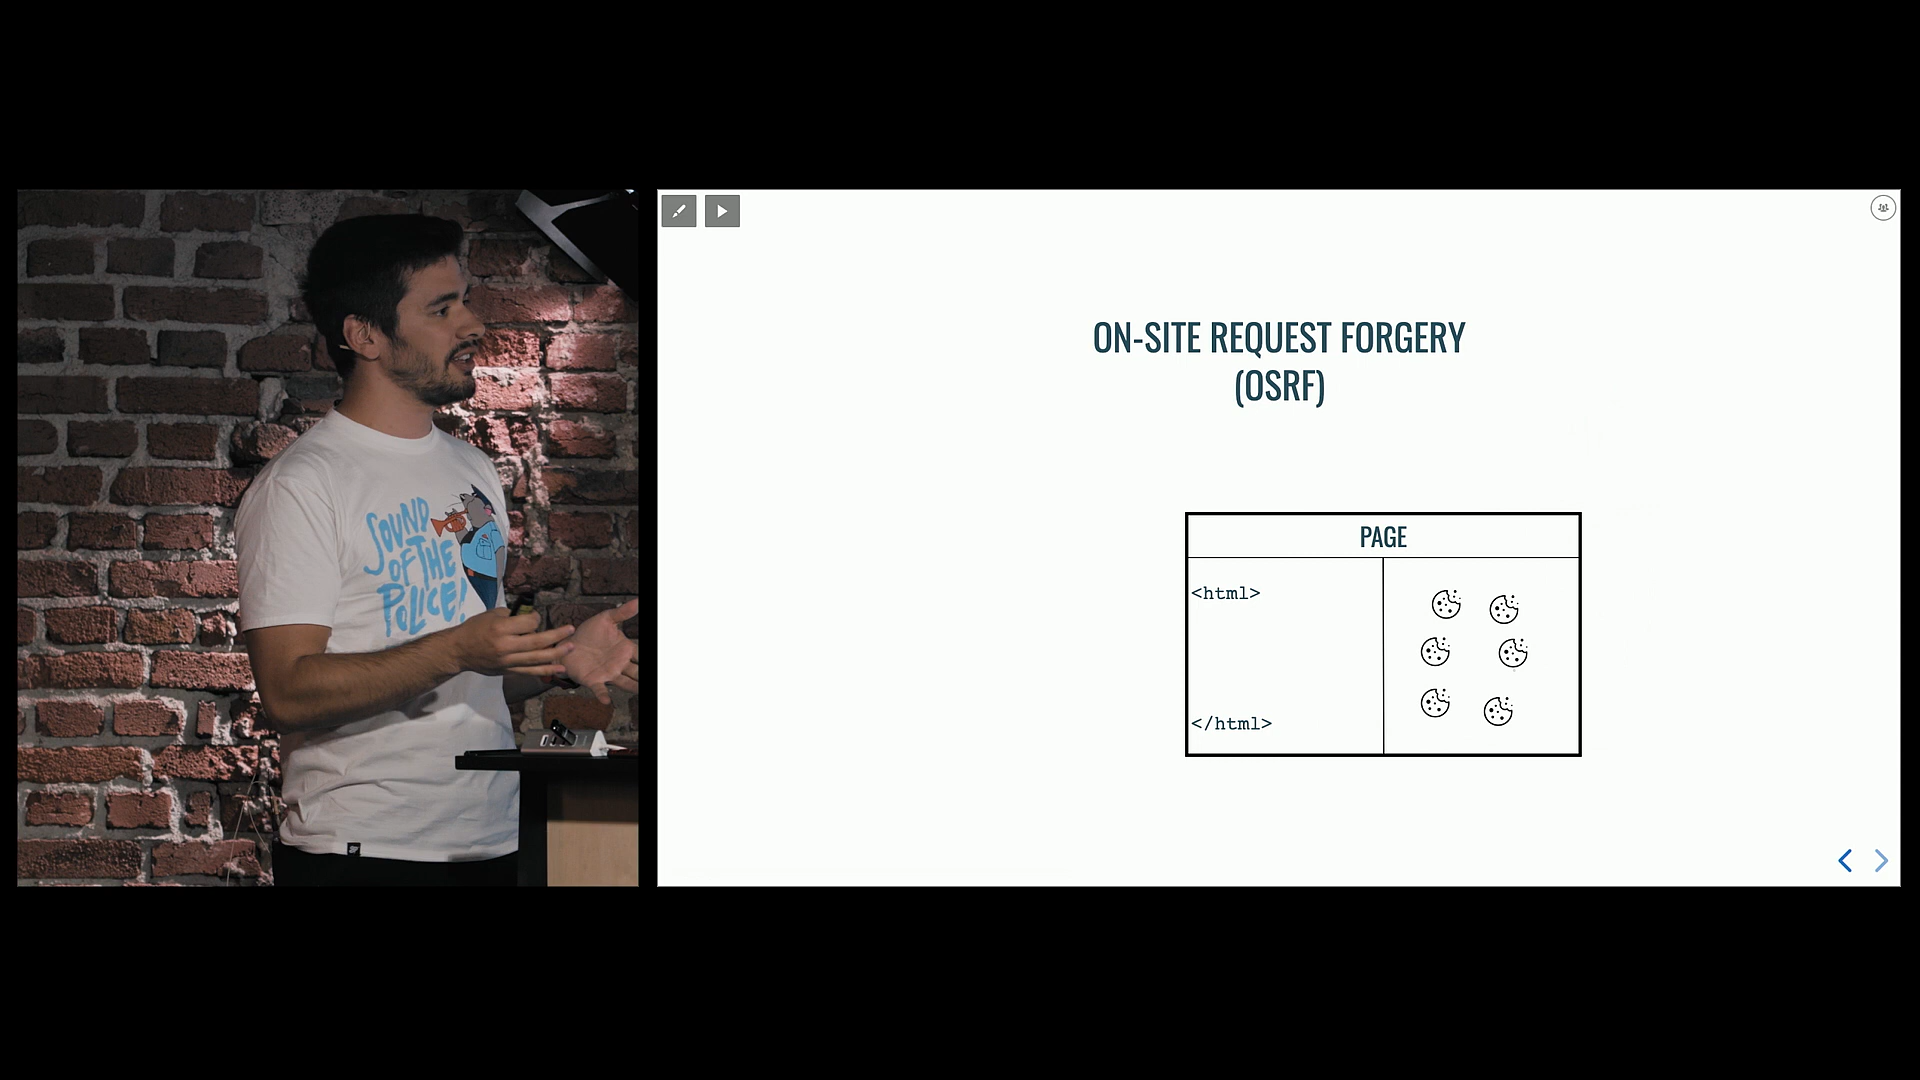 SOUND
OF THE
POLICE!
ON-SITE REQUEST FORGERY
(OSRF)
PAGE
<html>
</html>